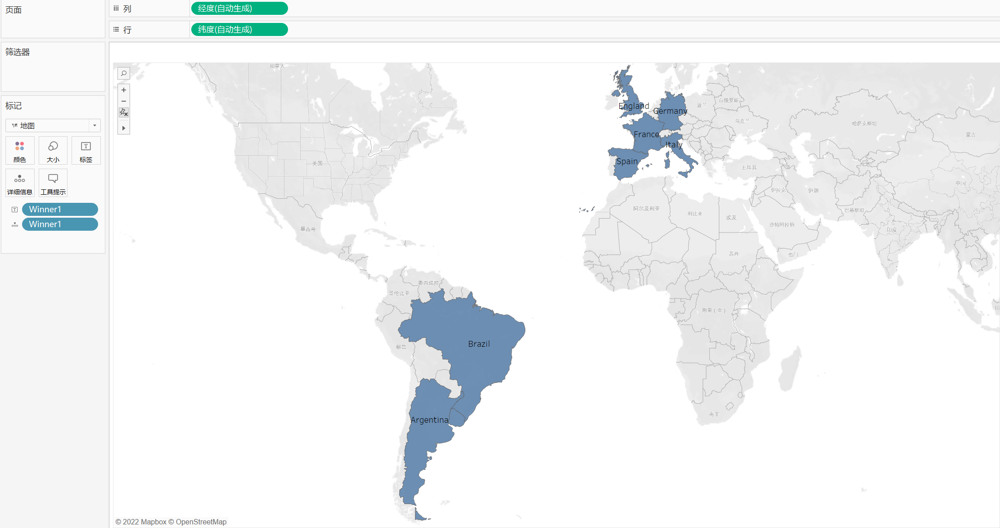 页面
列
经度(自动生成)
行
纬度(自动生成)
筛选器
标记
地图
颜色
大小
标签
详细信息
工具提示
Winner1
Winner1
加拿大
美国
墨西哥
委内瑞拉
哥伦比亚
秘鲁
Brazil
Argentina
England
Germany
France
Italy
Spain
波兰
白俄罗斯
乌克兰
哈萨克斯坦
蒙古
土耳其
中国
伊拉克
伊朗
阿尔及利亚
利比亚
埃及
巴基斯坦
沙特阿拉伯
印度
苏丹
也门
刚果（金）
印
南非
© 2022 Mapbox © OpenStreetMap